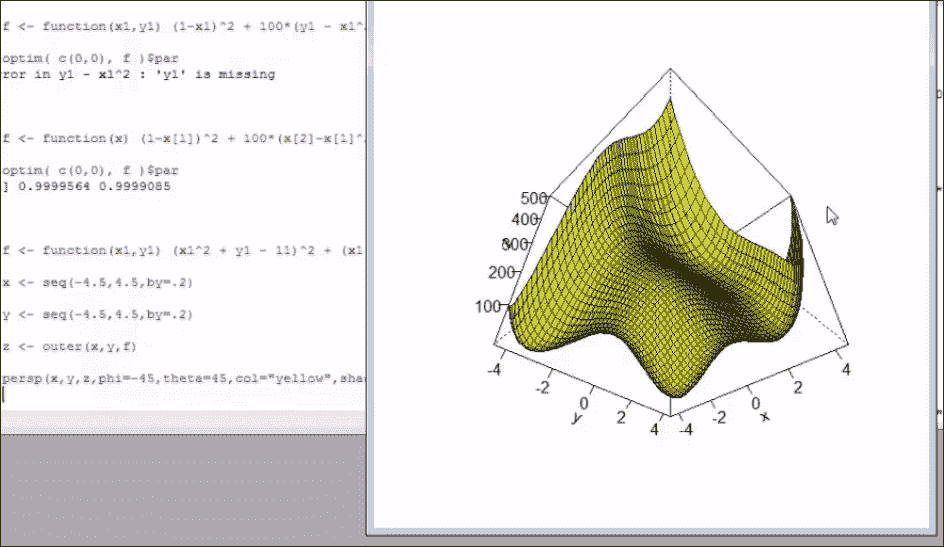 f <- function(x1,y1) (1-x1)^2 + 100*(y1 - x1^
optim( c(0,0), f )$par
ror in y1 - x1^2 : 'y1' is missing
f <- function(x) (1-x[1])^2 + 100*(x[2]-x[1]^
optim( c(0,0), f )$par
] 0.9999564 0.9999085
f <- function(x1,y1) (x1^2 + y1 - 11)^2 + (x1
x <- seq(-4.5,4.5,by=.2)
y <- seq(-4.5,4.5,by=.2)
z <- outer(x,y,f)
persp(x,y,z,phi=-45,theta=45,col="yellow",sha
500
400
300
200
100
-4
-2
0
2
4
y
-4
-2
0
2
4
x